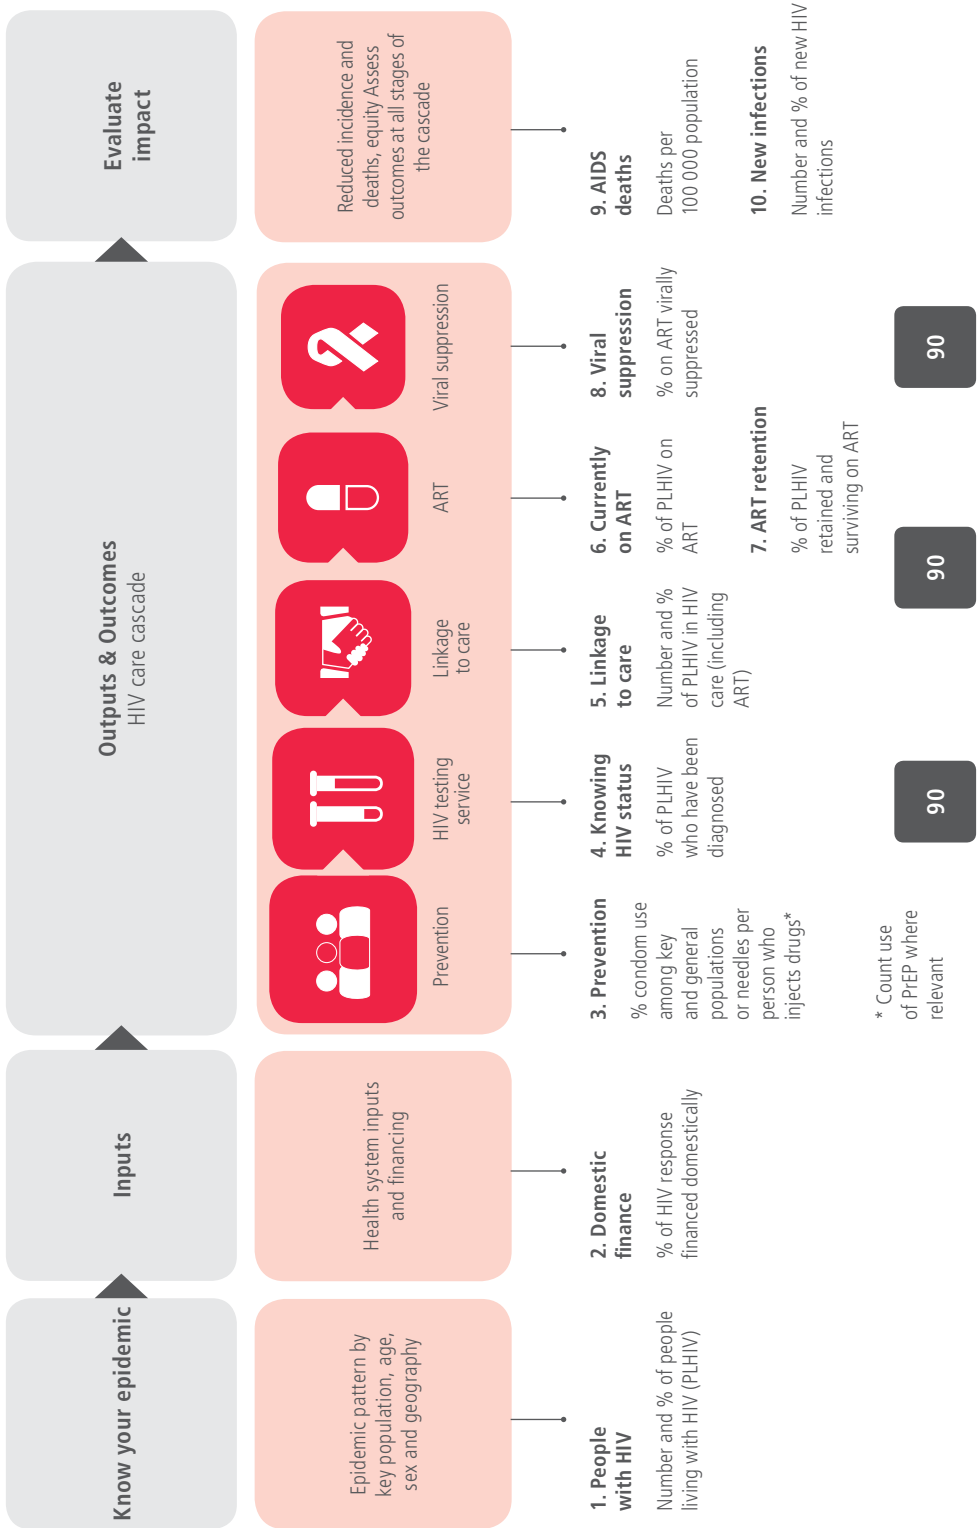 Know your epidemic
Inputs
Outputs & Outcomes
HIV care cascade
Evaluate
impact
Epidemic pattern by
key population, age,
sex and geography
Health system inputs
and financing
Prevention
HIV testing
service
Linkage
to care
ART
Viral suppression
Reduced incidence and
deaths, equity Assess
outcomes at all stages of
the cascade
1. People
with HIV
Number and % of people
living with HIV (PLHIV)
2. Domestic
finance
% of HIV response
financed domestically
3. Prevention
% condom use
among key
and general
populations
or needles per
person who
injects drugs*
* Count use
of PrEP where
relevant
4. Knowing
HIV status
% of PLHIV
who have been
diagnosed
5. Linkage
to care
Number and %
of PLHIV in HIV
care (including
ART)
6. Currently
on ART
% of PLHIV on
ART
7. ART retention
% of PLHIV
retained and
surviving on ART
8. Viral
suppression
% on ART virally
suppressed
9. AIDS
deaths
Deaths per
100 000 population
10. New infections
Number and % of new HIV
infections
90
90
90